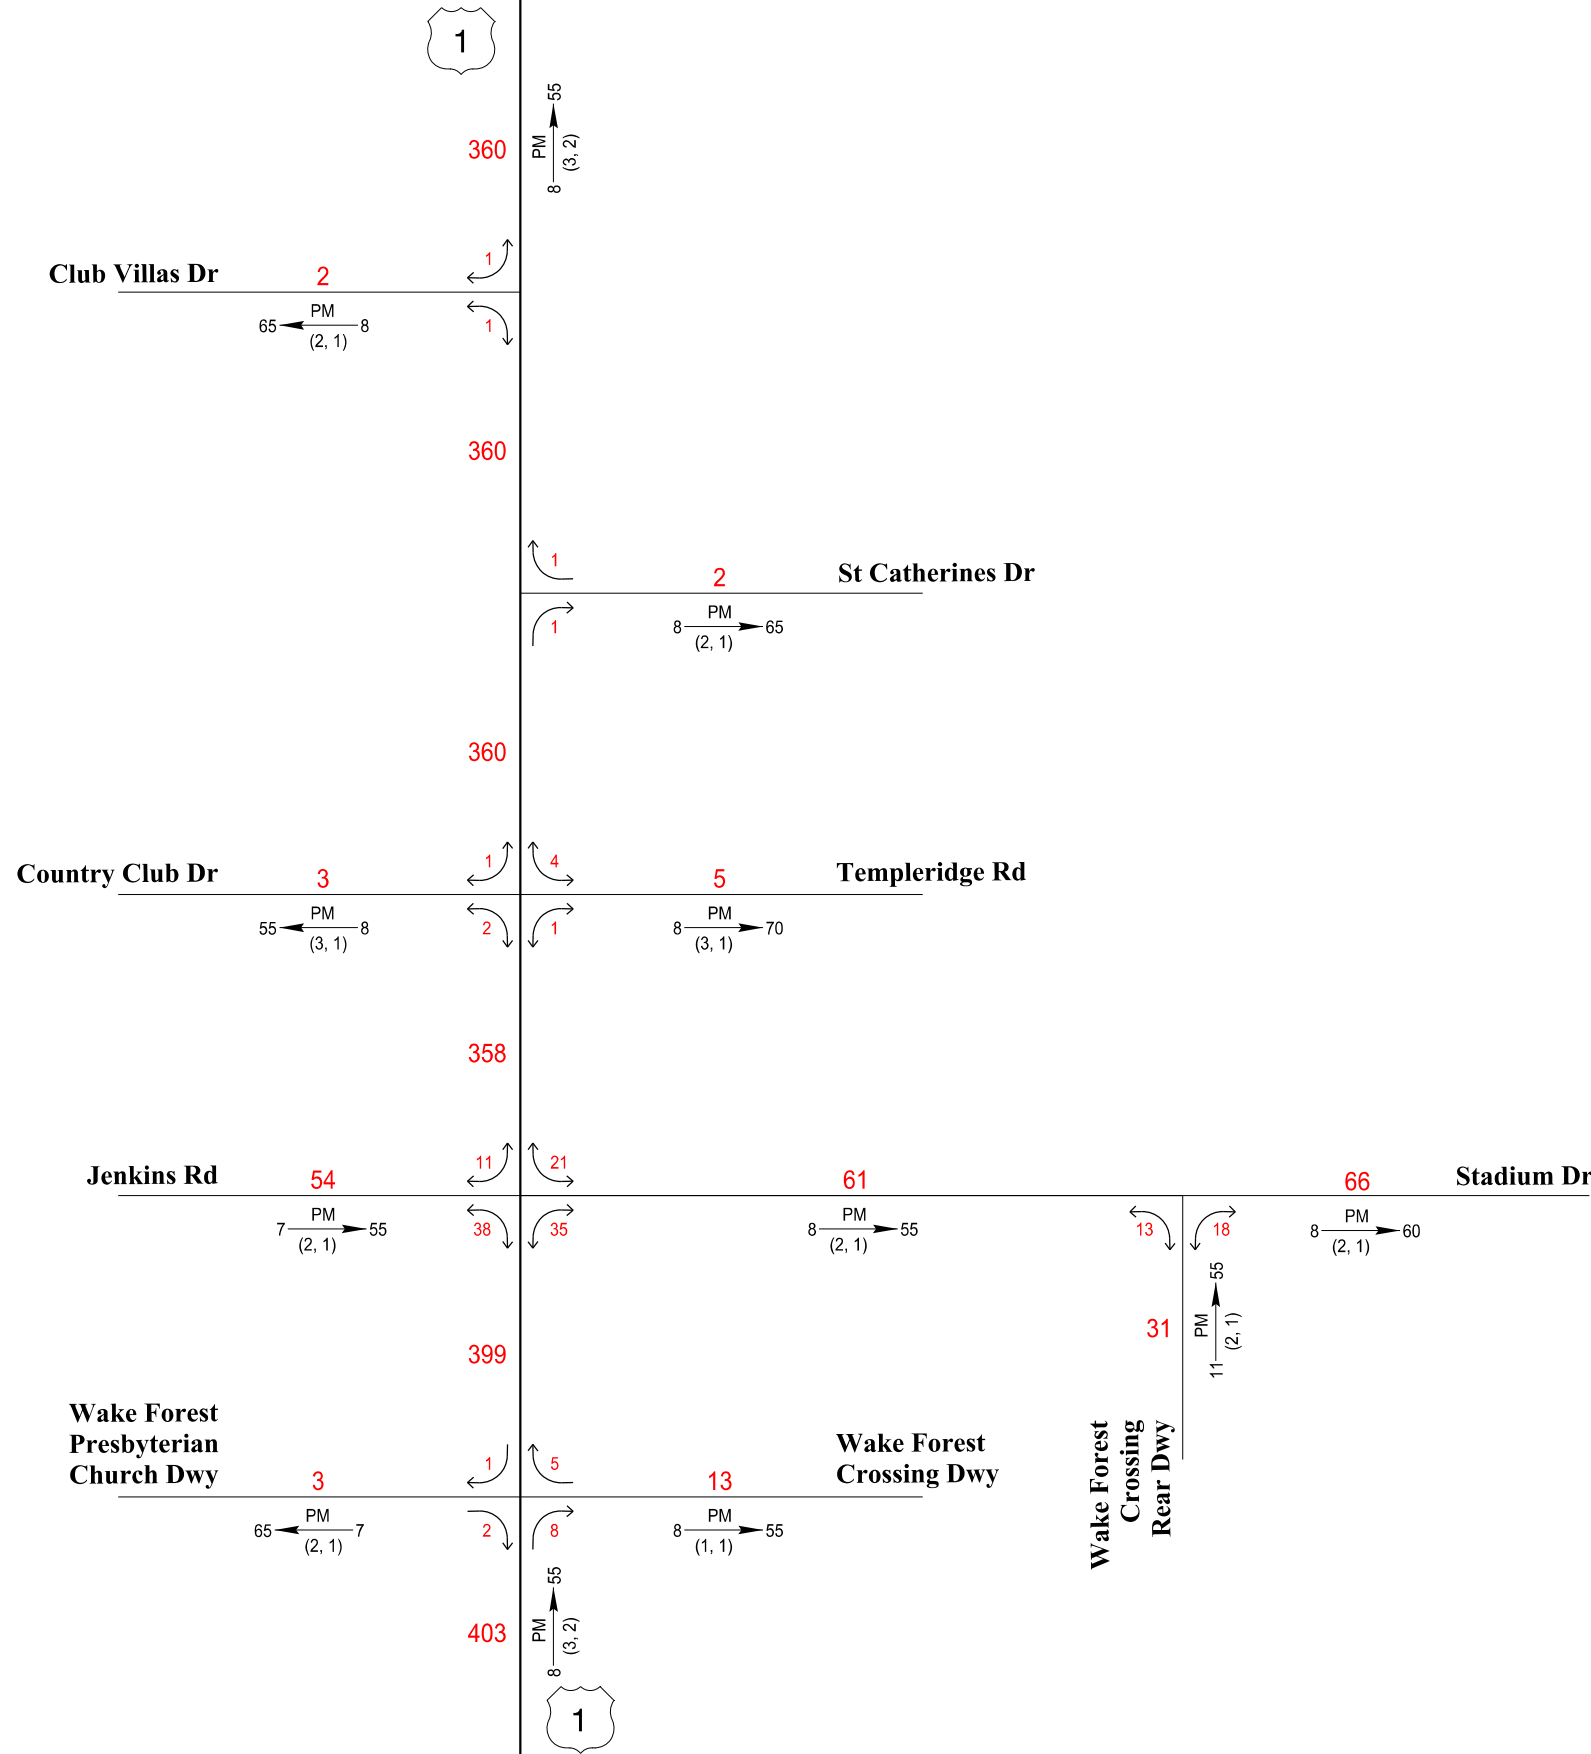 1
55
PM
(3, 2)
8
360
1
Club Villas Dr
2
PM
65 8
(2, 1)
1
360
1
2
St Catherines Dr
PM
8 65
(2, 1)
1
360
1
4
Country Club Dr
3
5
Templeridge Rd
PM
55 8
(3, 1)
2
1
PM
8 70
(3, 1)
358
11
21
Jenkins Rd
54
61
66
Stadium Dr
PM
7 55
(2, 1)
38
35
PM
8 55
(2, 1)
13
18
PM
8 60
(2, 1)
31
55
PM
(2, 1)
11
399
Wake Forest
Presbyterian
Church Dwy
3
1
5
13
Wake Forest
Crossing Dwy
Wake Forest
Crossing
Rear Dwy
PM
65 7
(2, 1)
2
8
PM
8 55
(1, 1)
403
55
PM
(3, 2)
8
1